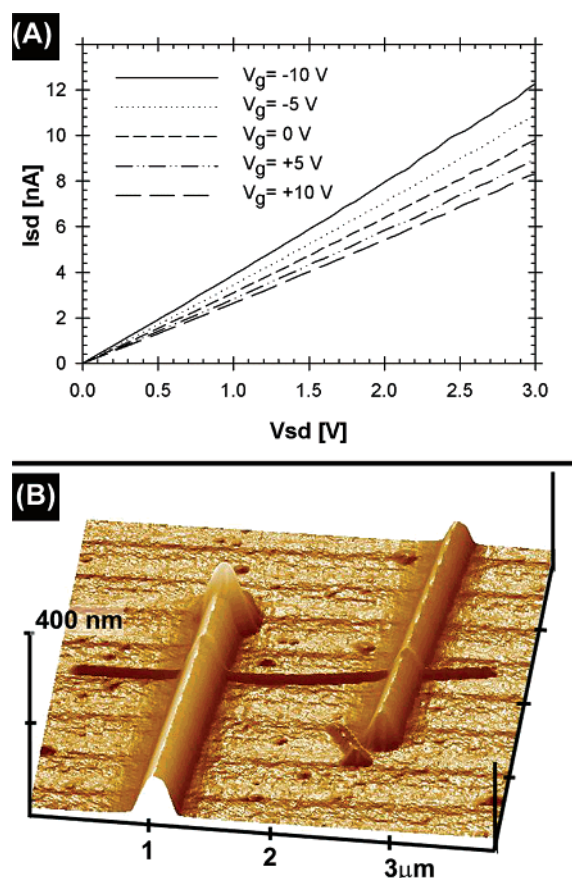 (A)
Isd [nA]
12
10
8
6
4
2
0
Vg= -10 V
Vg= -5 V
Vg= 0 V
Vg= +5 V
Vg= +10 V
0.0 0.5 1.0 1.5 2.0 2.5 3.0
Vsd [V]
(B)
400 nm
1
2
3μm